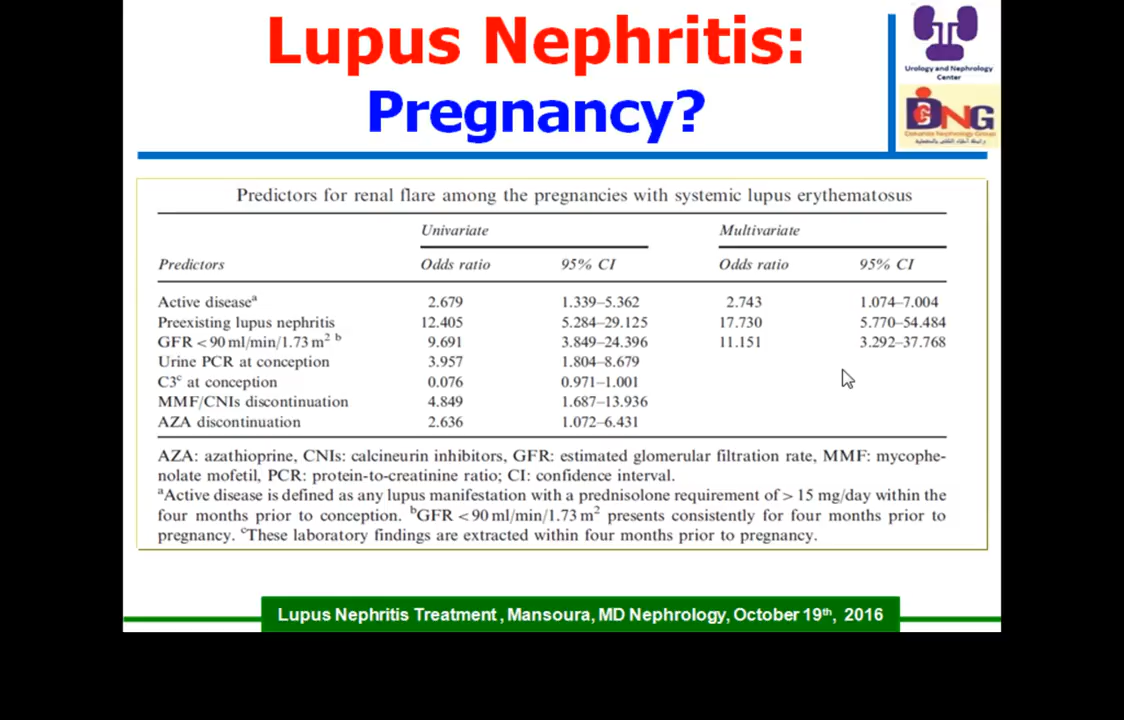 Lupus Nephritis:
Pregnancy?
Urology and Nephrology
Center
DNG
Predictors for renal flare among the pregnancies with systemic lupus erythematosus
Univariate Multivariate
Predictors Odds ratio 95% CI Odds ratio 95% CI
Active diseaseᵃ 2.679 1.339–5.362 2.743 1.074–7.004
Preexisting lupus nephritis 12.405 5.284–29.125 17.730 5.770–54.484
GFR < 90 ml/min/1.73 m² ᵇ 9.691 3.849–24.396 11.151 3.292–37.768
Urine PCR at conception 3.957 1.804–8.679
C3ᶜ at conception 0.076 0.971–1.001
MMF/CNIs discontinuation 4.849 1.687–13.936
AZA discontinuation 2.636 1.072–6.431
AZA: azathioprine, CNIs: calcineurin inhibitors, GFR: estimated glomerular filtration rate, MMF: mycophe-
nolate mofetil, PCR: protein-to-creatinine ratio; CI: confidence interval.
ᵃActive disease is defined as any lupus manifestation with a prednisolone requirement of > 15 mg/day within the
four months prior to conception. ᵇGFR < 90 ml/min/1.73 m² presents consistently for four months prior to
pregnancy. ᶜThese laboratory findings are extracted within four months prior to pregnancy.
Lupus Nephritis Treatment , Mansoura, MD Nephrology, October 19th, 2016